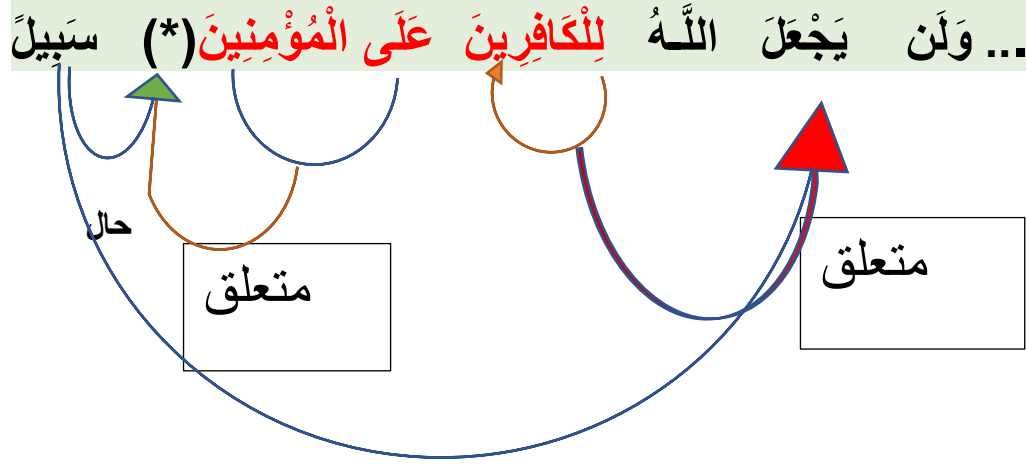 ... وَلَن يَجْعَلَ اللَّـهُ لِلْكَافِرِينَ عَلَى الْمُؤْمِنِينَ(*) سَبِيلً
حال
متعلق
متعلق